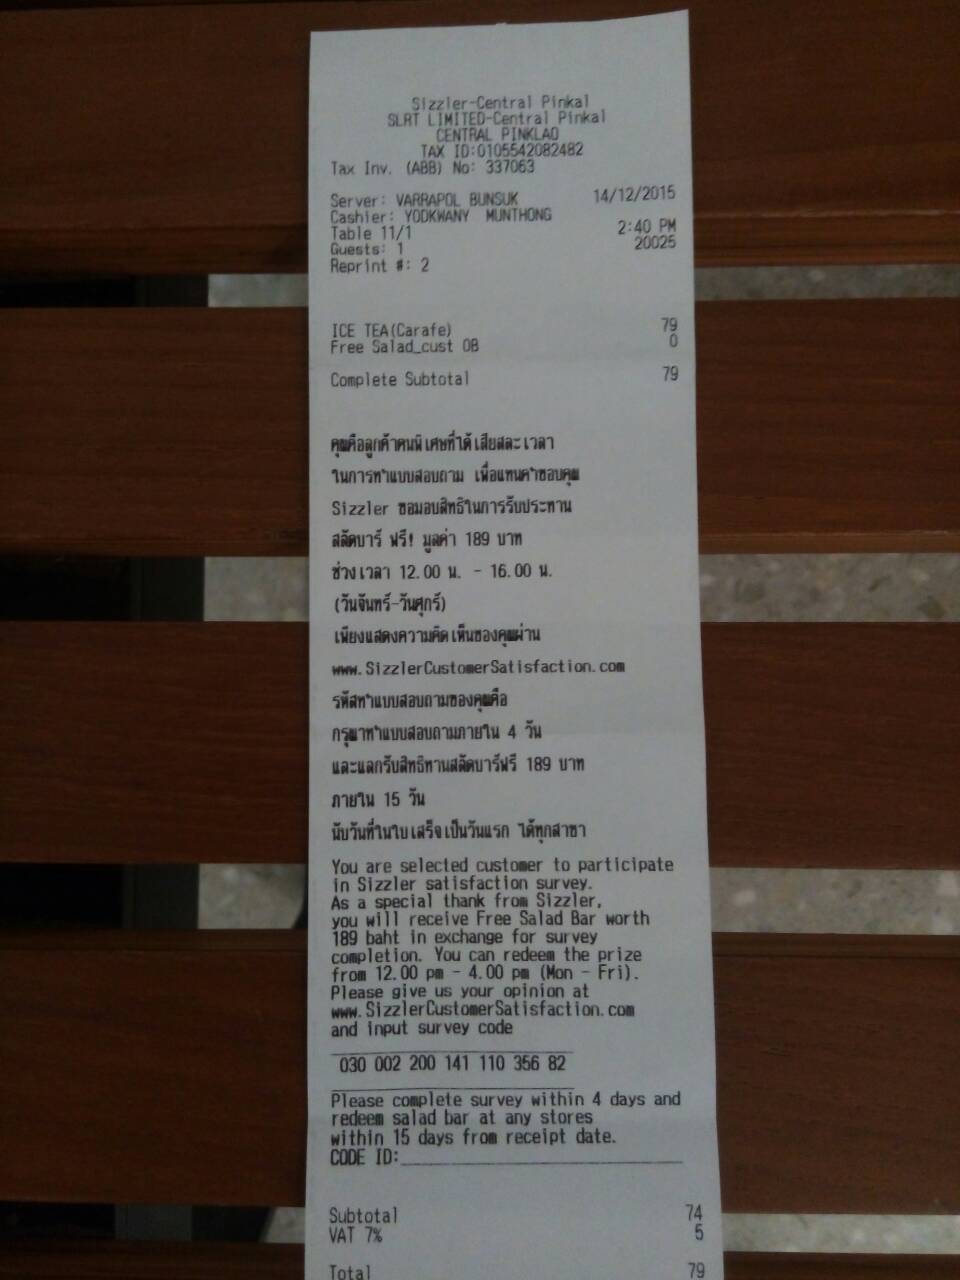 Sizzler-Central Pinkal
SLRT LIMITED-Central Pinkal
CENTRAL PINKLAO
TAX ID:0105542082482
Tax Inv. (ABB) No: 337063
Server: VARRAPOL BUNSUK 14/12/2015
Cashier: YODKWANY MUNTHONG
Table 11/1 2:40 PM
Guests: 1 20025
Reprint #: 2
ICE TEA(Carafe) 79
Free Salad_cust OB 0
Complete Subtotal 79
คุณคือลูกค้าคนพิเศษที่ได้เสียสละเวลา
ในการทำแบบสอบถาม เพื่อแทนคำขอบคุณ
Sizzler ขอมอบสิทธิในการรับประทาน
สลัดบาร์ ฟรี! มูลค่า 189 บาท
ช่วงเวลา 12.00 น. - 16.00 น.
(วันจันทร์-วันศุกร์)
เพียงแสดงความคิดเห็นของคุณผ่าน
www.SizzlerCustomerSatisfaction.com
รหัสทำแบบสอบถามของคุณคือ
กรุณาทำแบบสอบถามภายใน 4 วัน
และแลกรับสิทธิทานสลัดบาร์ฟรี 189 บาท
ภายใน 15 วัน
นับวันที่ในใบเสร็จเป็นวันแรก ได้ทุกสาขา
You are selected customer to participate
in Sizzler satisfaction survey.
As a special thank from Sizzler,
you will receive Free Salad Bar worth
189 baht in exchange for survey
completion. You can redeem the prize
from 12.00 pm - 4.00 pm (Mon - Fri).
Please give us your opinion at
www.SizzlerCustomerSatisfaction.com
and input survey code
030 002 200 141 110 356 82
Please complete survey within 4 days and
redeem salad bar at any stores
within 15 days from receipt date.
CODE ID:
Subtotal 74
VAT 7% 5
Total 79